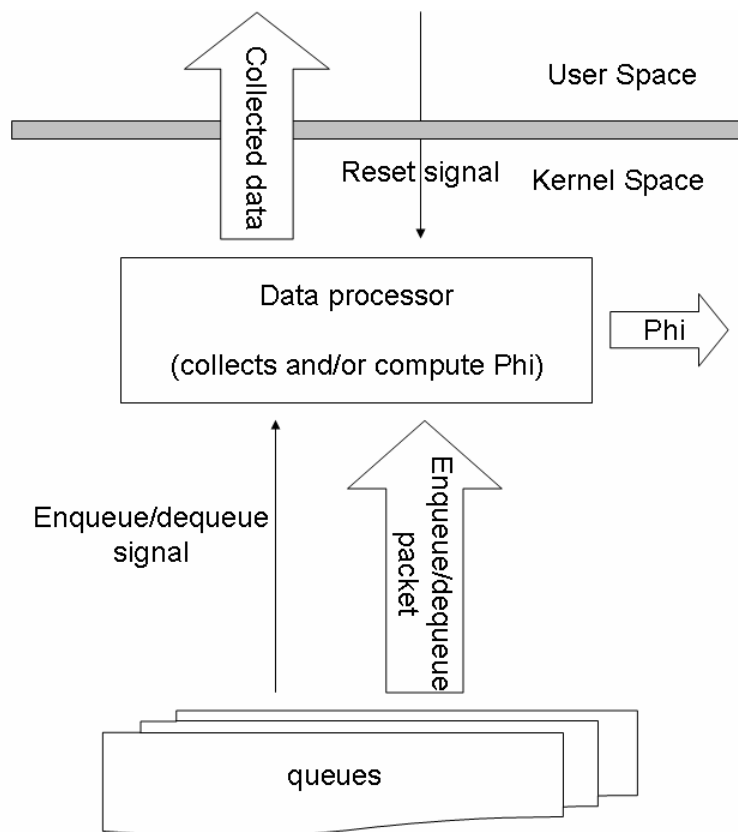 Collected data
User Space
Reset signal
Kernel Space
Data processor
(collects and/or compute Phi)
Phi
Enqueue/dequeue
signal
Enqueue/dequeue
packet
queues